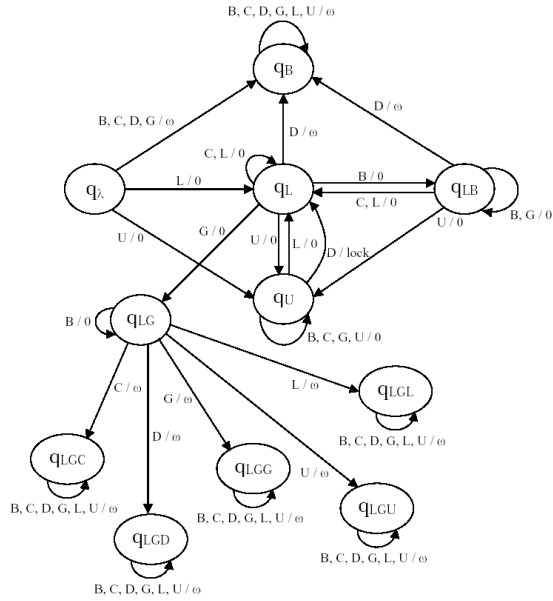 B, C, D, G, L, U / ω
qB
B, C, D, G / ω
D / ω
D / ω
C, L / 0
qλ
L / 0
qL
B / 0
C, L / 0
qLB
B, G / 0
U / 0
G / 0
U / 0
L / 0
D / lock
U / 0
qU
B, C, G, U / 0
B / 0
qLG
C / ω
D / ω
G / ω
U / ω
L / ω
qLGL
B, C, D, G, L, U / ω
qLGC
B, C, D, G, L, U / ω
qLGG
B, C, D, G, L, U / ω
qLGU
B, C, D, G, L, U / ω
qLGD
B, C, D, G, L, U / ω